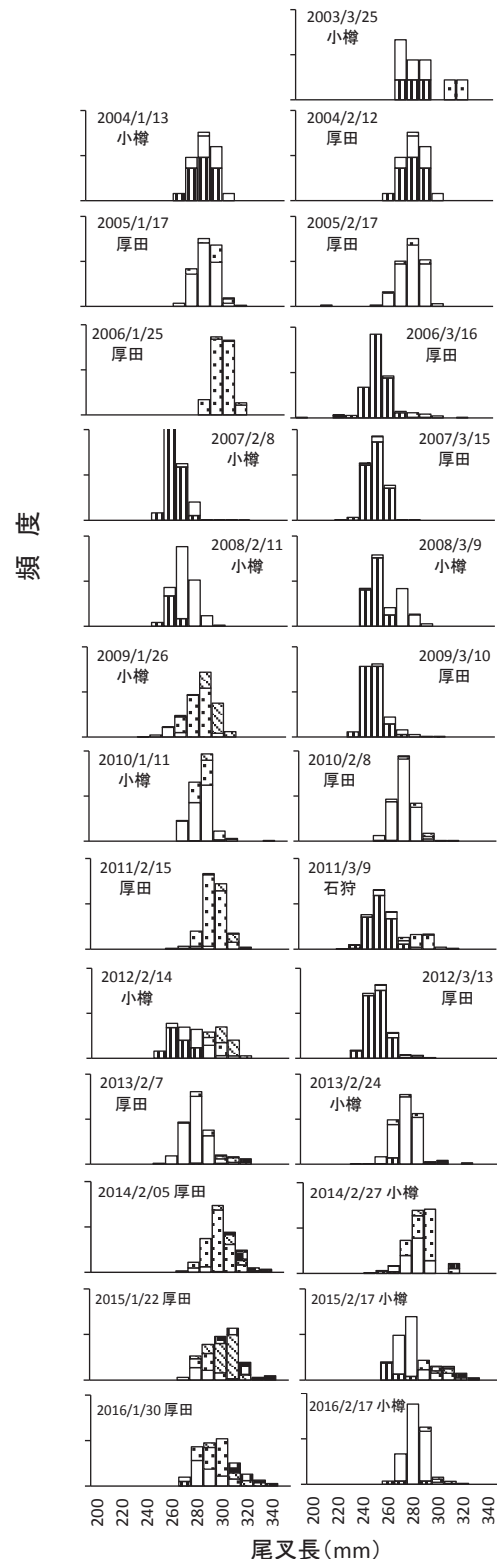 2003/3/25
小樽
2004/1/13
小樽
2004/2/12
厚田
2005/1/17
厚田
2005/2/17
厚田
2006/1/25
厚田
2006/3/16
厚田
2007/2/8
小樽
2007/3/15
厚田
2008/2/11
小樽
2008/3/9
小樽
2009/1/26
小樽
2009/3/10
厚田
2010/1/11
小樽
2010/2/8
厚田
2011/2/15
厚田
2011/3/9
石狩
2012/2/14
小樽
2012/3/13
厚田
2013/2/7
厚田
2013/2/24
小樽
2014/2/05 厚田
2014/2/27 小樽
2015/1/22 厚田
2015/2/17 小樽
2016/1/30 厚田
2016/2/17 小樽
頻度
200 220 240 260 280 300 320 340
200 220 240 260 280 300 320 340
尾叉長(mm)